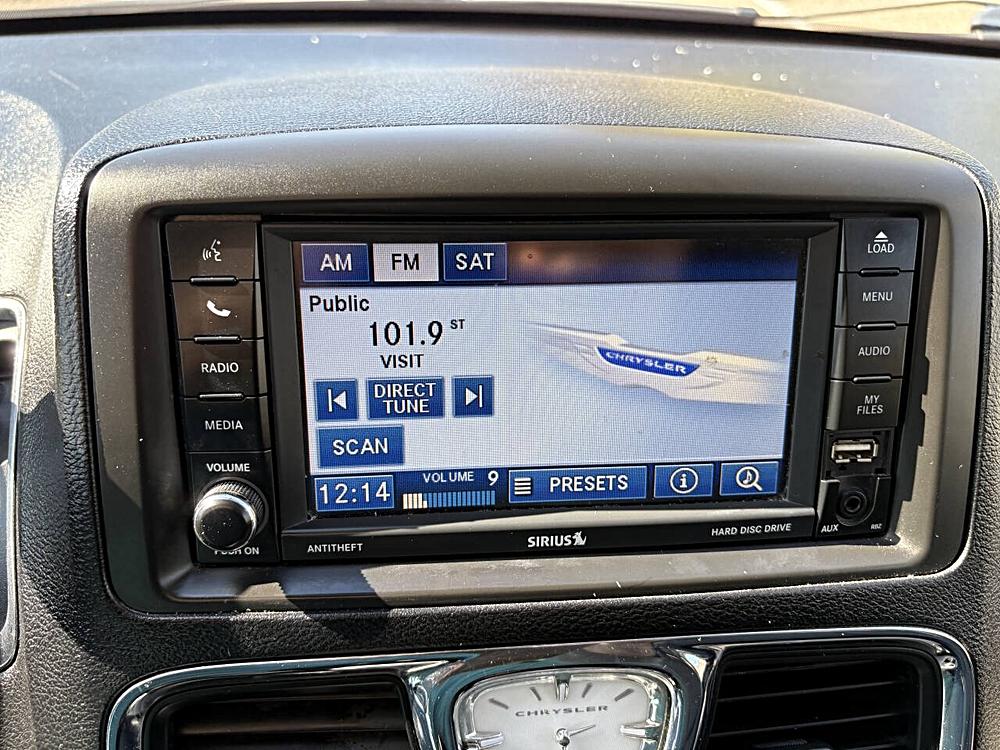 AM FM SAT
Public
101.9 ST
VISIT
DIRECT
TUNE
SCAN
12:14 VOLUME 9 PRESETS
RADIO
MEDIA
VOLUME
PUSH ON
LOAD
MENU
AUDIO
MY
FILES
AUX RBZ
ANTITHEFT SIRIUS HARD DISC DRIVE
CHRYSLER
CHRYSLER